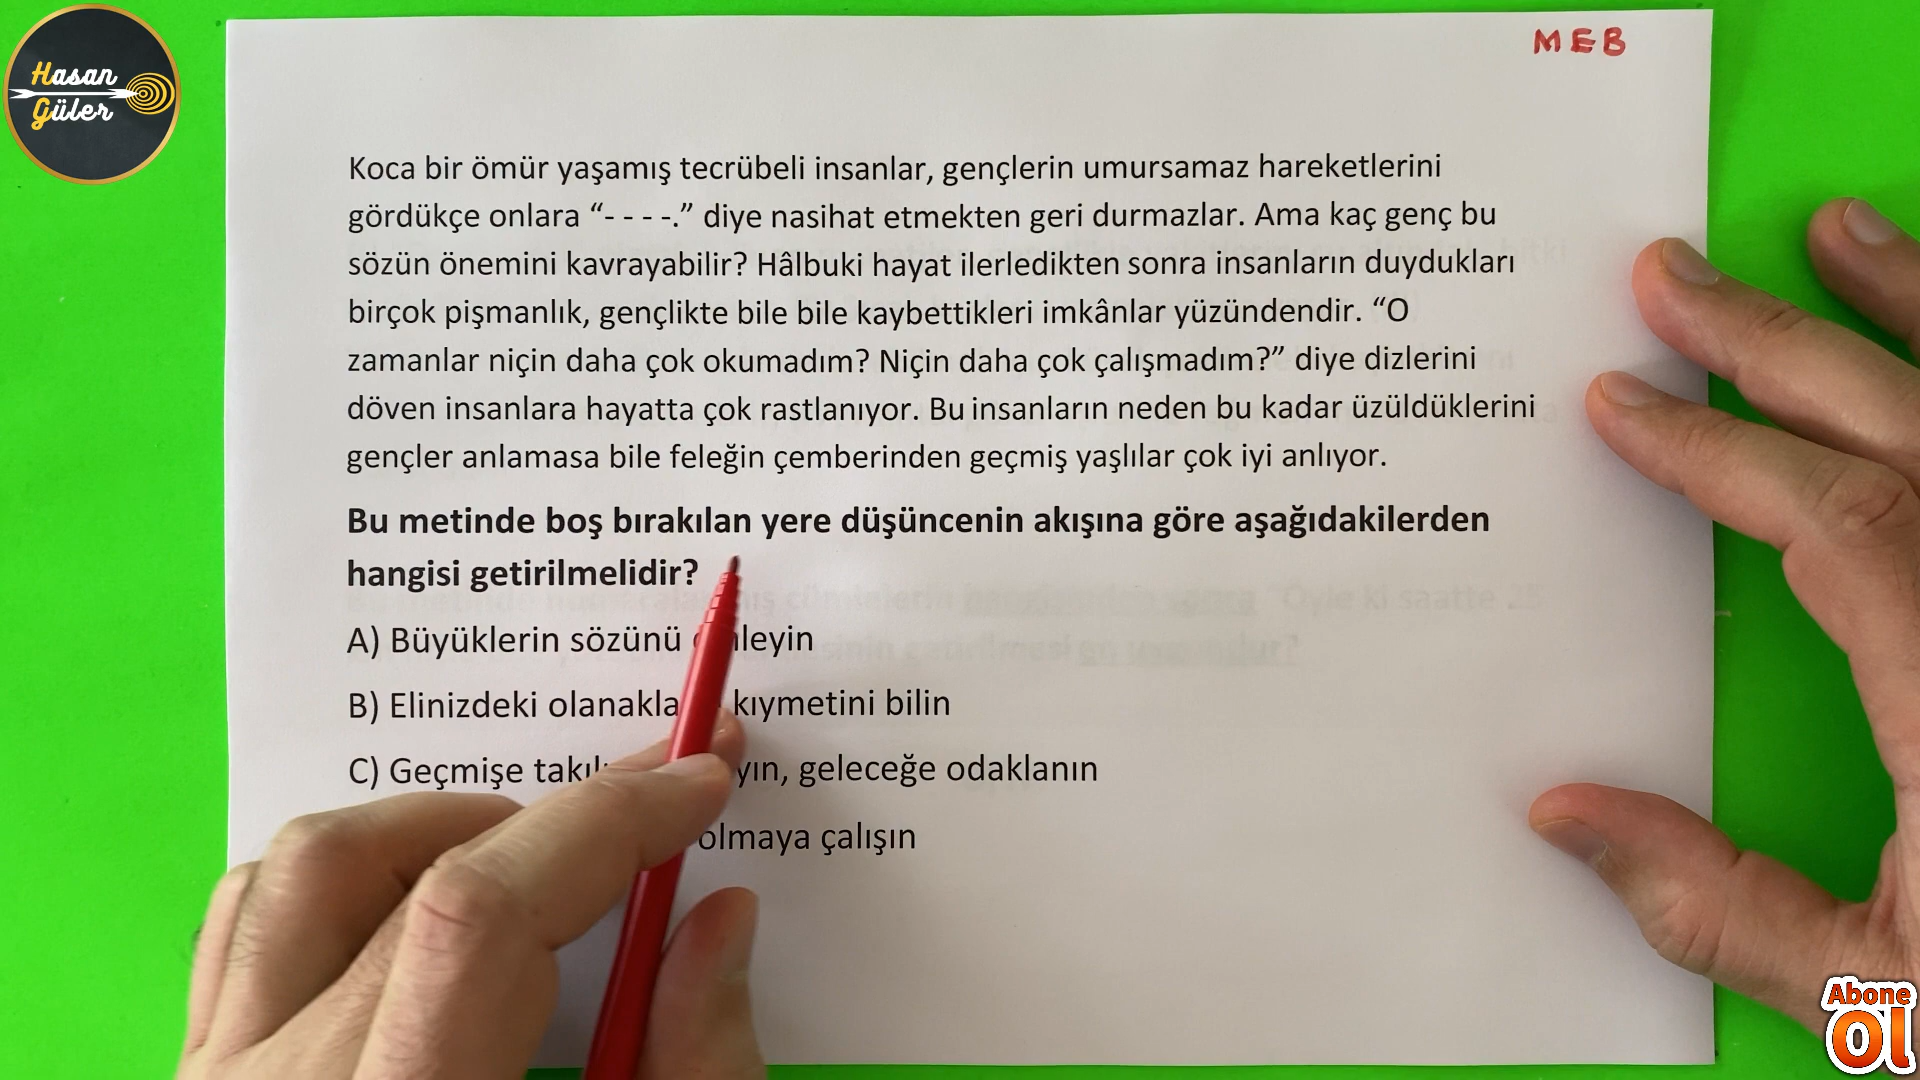 Hasan
Güler
MEB
Koca bir ömür yaşamış tecrübeli insanlar, gençlerin umursamaz hareketlerini
gördükçe onlara “- - - -.” diye nasihat etmekten geri durmazlar. Ama kaç genç bu
sözün önemini kavrayabilir? Hâlbuki hayat ilerledikten sonra insanların duydukları
birçok pişmanlık, gençlikte bile bile kaybettikleri imkânlar yüzündendir. “O
zamanlar niçin daha çok okumadım? Niçin daha çok çalışmadım?” diye dizlerini
döven insanlara hayatta çok rastlanıyor. Bu insanların neden bu kadar üzüldüklerini
gençler anlamasa bile feleğin çemberinden geçmiş yaşlılar çok iyi anlıyor.
Bu metinde boş bırakılan yere düşüncenin akışına göre aşağıdakilerden
hangisi getirilmelidir?
A) Büyüklerin sözünü
B) Elinizdeki kıymetini bilin
C) Geçmişe geleceğe odaklanın
olmaya çalışın
Abone
Ol